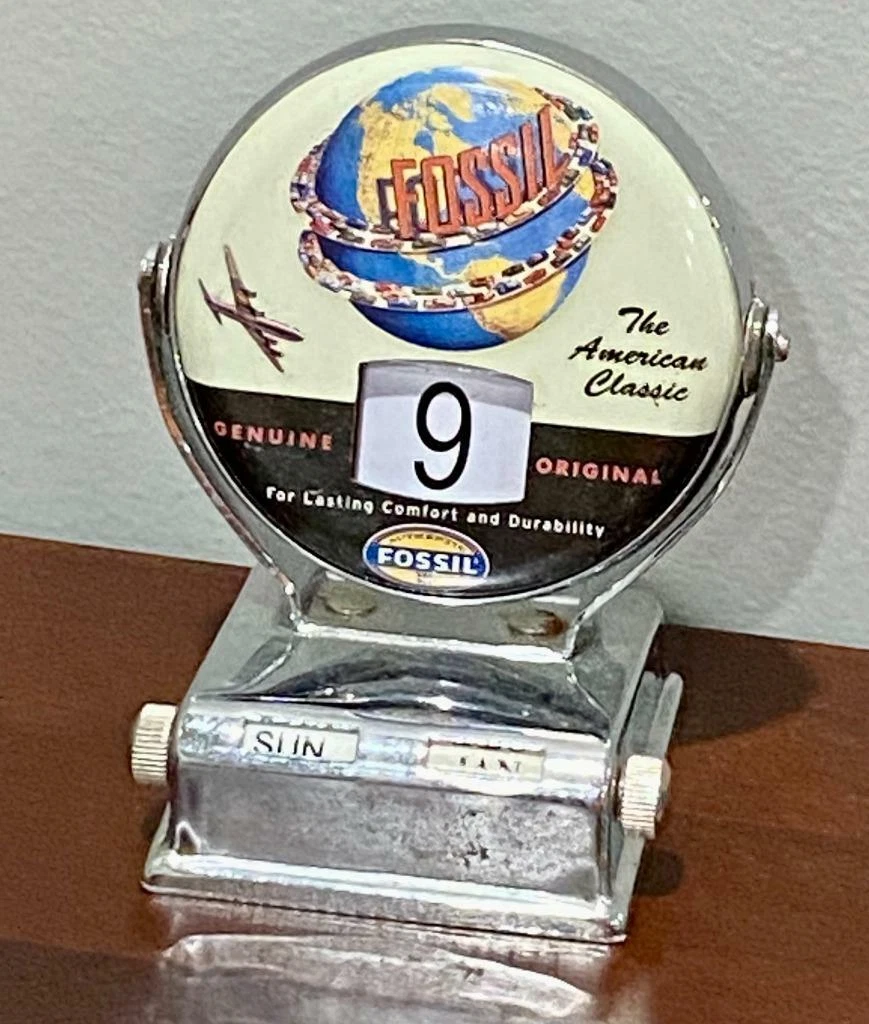 FOSSIL
The
American
Classic
9
GENUINE
ORIGINAL
For Lasting Comfort and Durability
FOSSIL
SUN